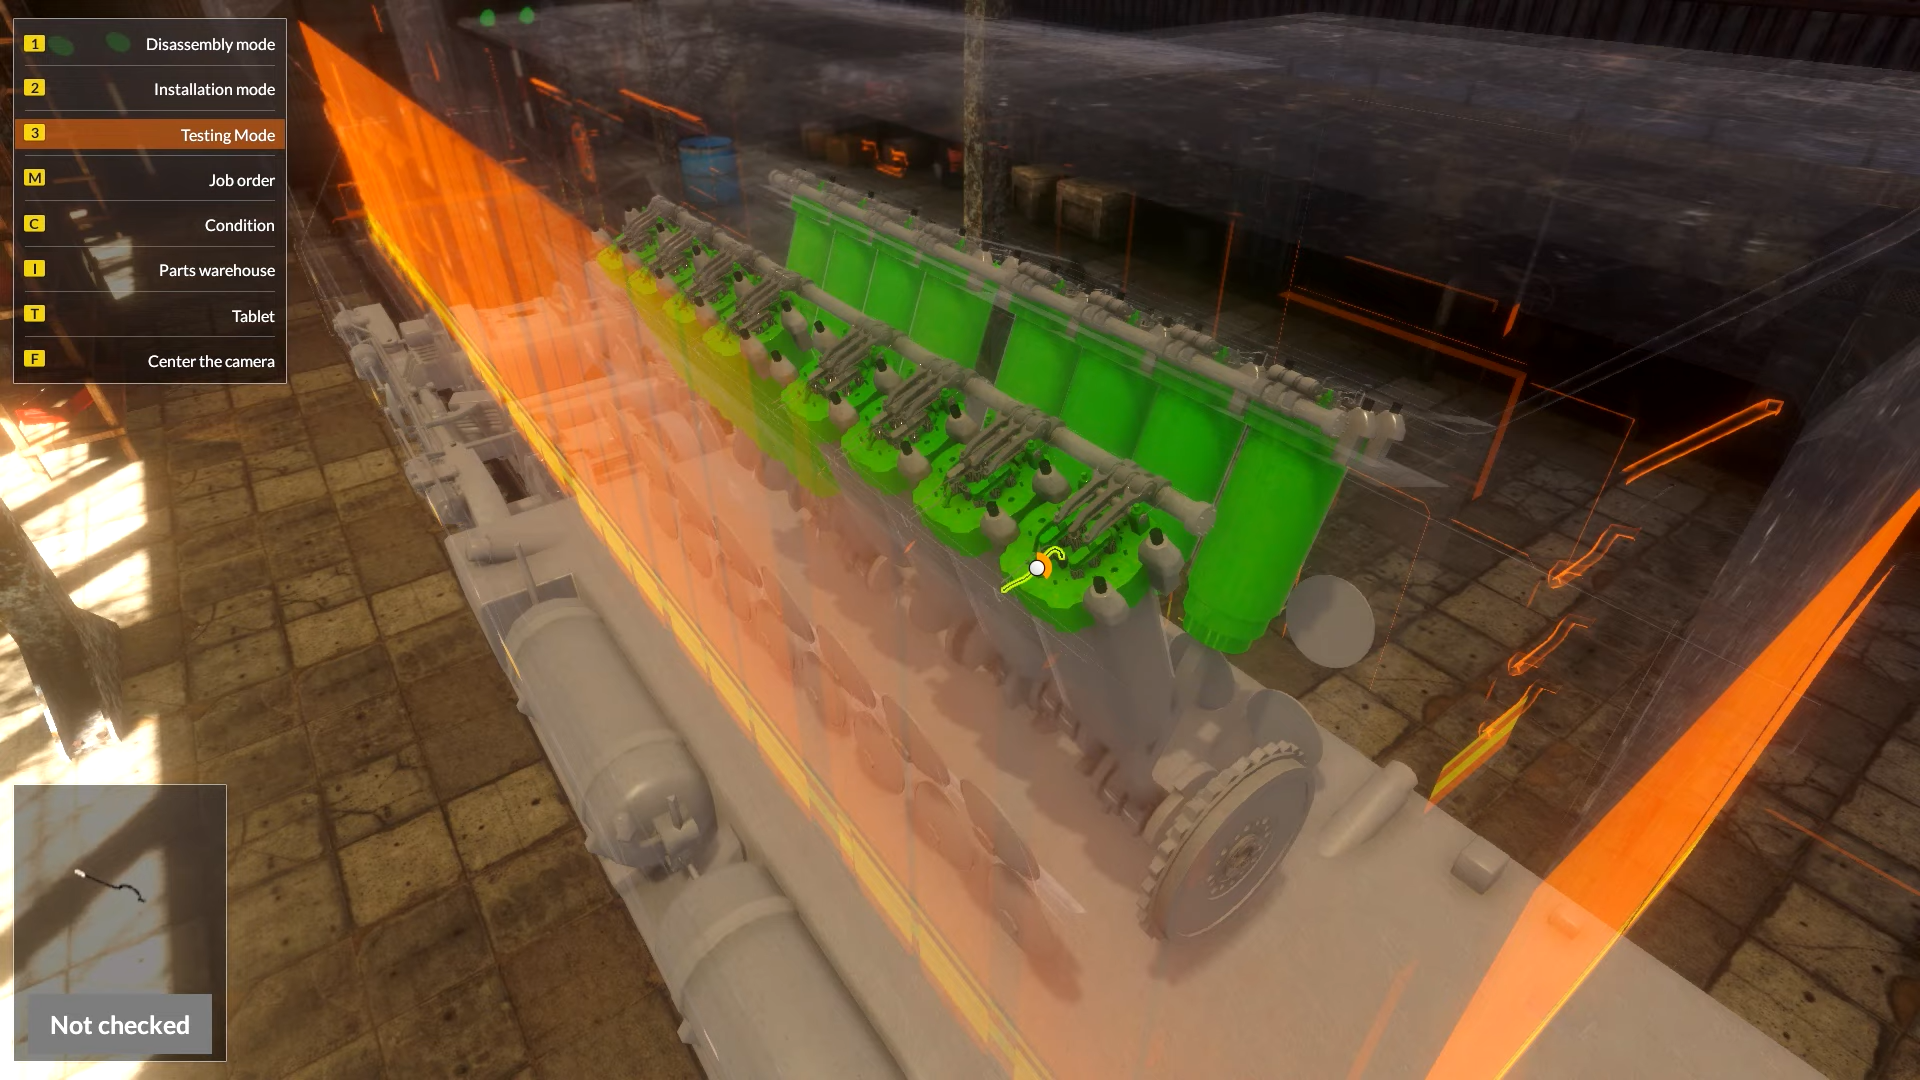 1 Disassembly mode
2 Installation mode
3 Testing Mode
M Job order
C Condition
I Parts warehouse
T Tablet
F Center the camera
Not checked